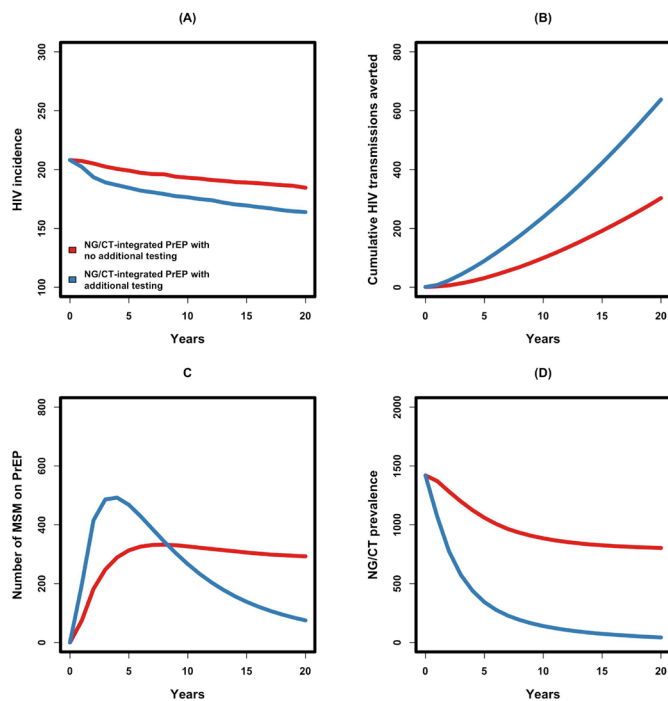 (A)
HIV incidence
300
250
200
150
100
NG/CT-integrated PrEP with
no additional testing
NG/CT-integrated PrEP with
additional testing
0 5 10 15 20
Years
(B)
Cumulative HIV transmissions averted
800
600
400
200
0
0 5 10 15 20
Years
C
Number of MSM on PrEP
800
600
400
200
0
0 5 10 15 20
Years
(D)
NG/CT prevalence
2000
1500
1000
500
0
0 5 10 15 20
Years